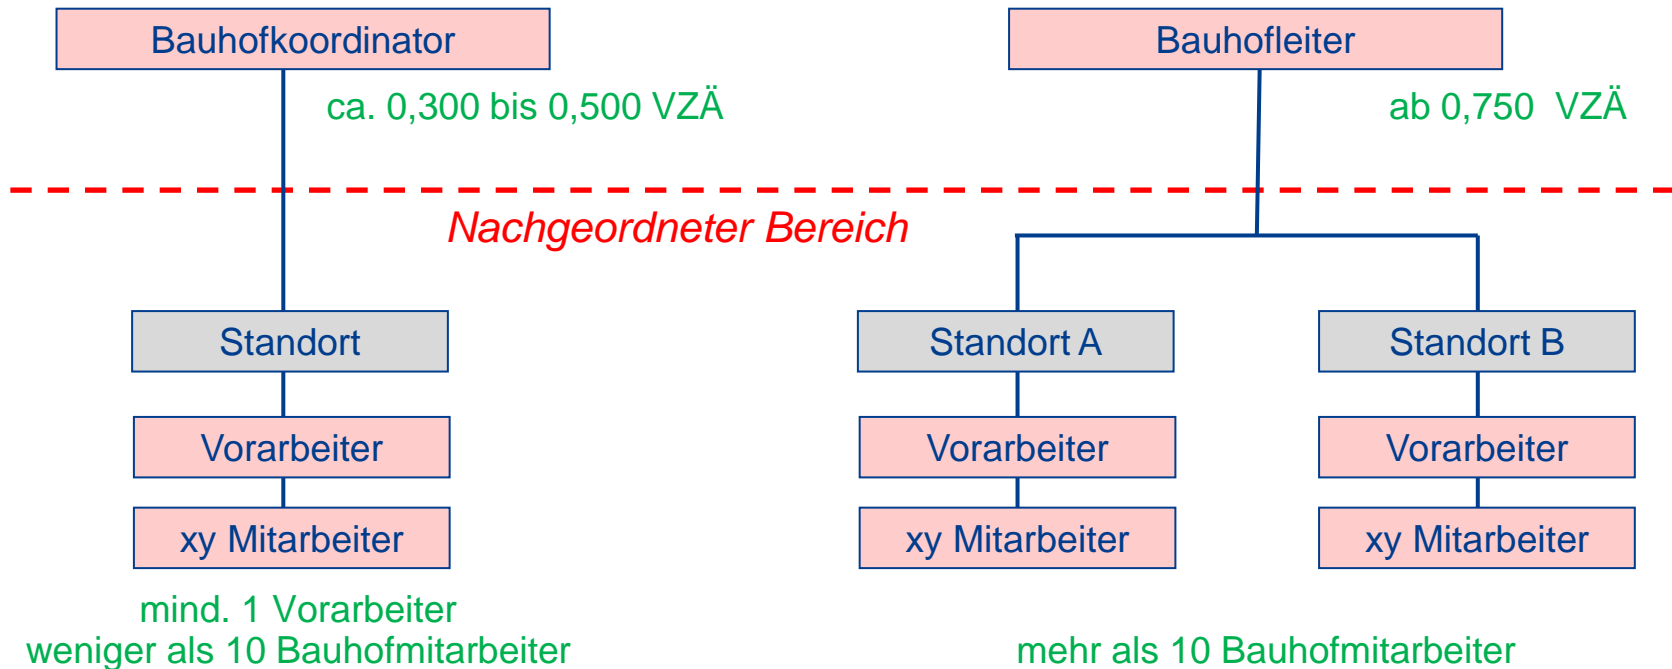 Bauhofkoordinator
Bauhofleiter
ca. 0,300 bis 0,500 VZÄ
ab 0,750 VZÄ
Nachgeordneter Bereich
Standort
Standort A
Standort B
Vorarbeiter
Vorarbeiter
Vorarbeiter
xy Mitarbeiter
xy Mitarbeiter
xy Mitarbeiter
mind. 1 Vorarbeiter
weniger als 10 Bauhofmitarbeiter
mehr als 10 Bauhofmitarbeiter